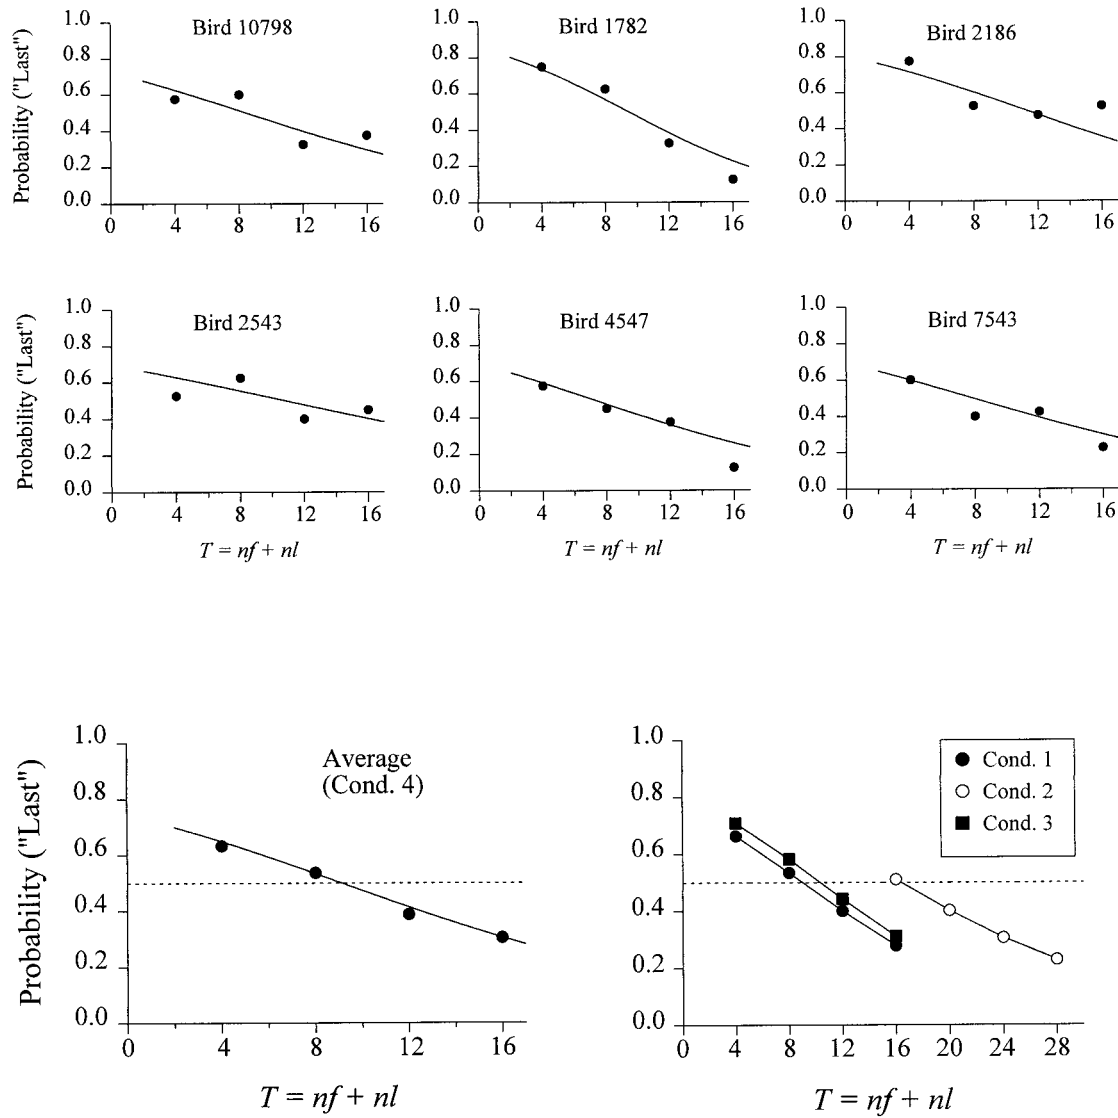 Bird 10798
Probability ("Last")
1.0
0.8
0.6
0.4
0.2
0.0
0 4 8 12 16
Bird 1782
1.0
0.8
0.6
0.4
0.2
0.0
0 4 8 12 16
Bird 2186
1.0
0.8
0.6
0.4
0.2
0.0
0 4 8 12 16
Bird 2543
Probability ("Last")
1.0
0.8
0.6
0.4
0.2
0.0
0 4 8 12 16
T = nf + nl
Bird 4547
1.0
0.8
0.6
0.4
0.2
0.0
0 4 8 12 16
T = nf + nl
Bird 7543
1.0
0.8
0.6
0.4
0.2
0.0
0 4 8 12 16
T = nf + nl
Average
(Cond. 4)
Probability ("Last")
1.0
0.8
0.6
0.4
0.2
0.0
0 4 8 12 16
T = nf + nl
Cond. 1
Cond. 2
Cond. 3
1.0
0.8
0.6
0.4
0.2
0.0
0 4 8 12 16 20 24 28
T = nf + nl